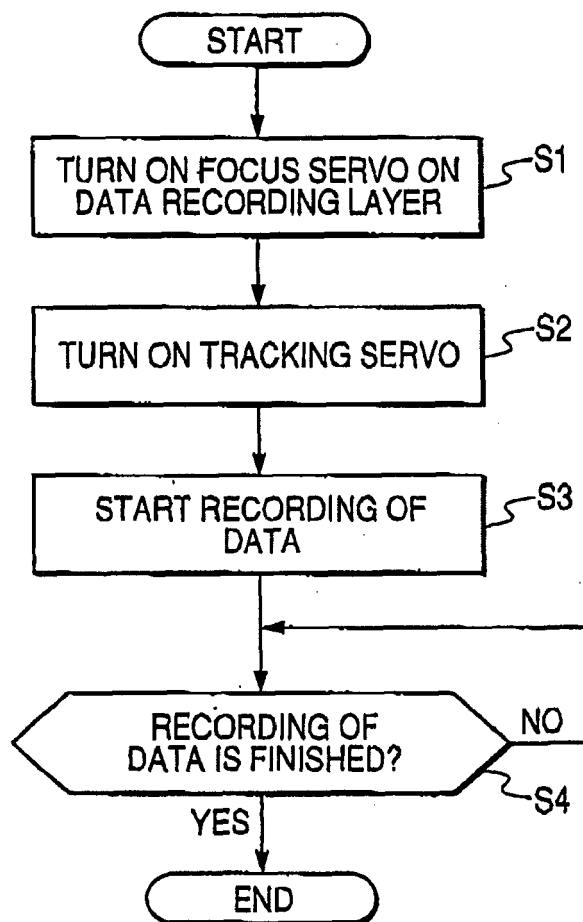 START
TURN ON FOCUS SERVO ON
DATA RECORDING LAYER
S1
TURN ON TRACKING SERVO
S2
START RECORDING OF
DATA
S3
RECORDING OF
DATA IS FINISHED?
NO
S4
YES
END